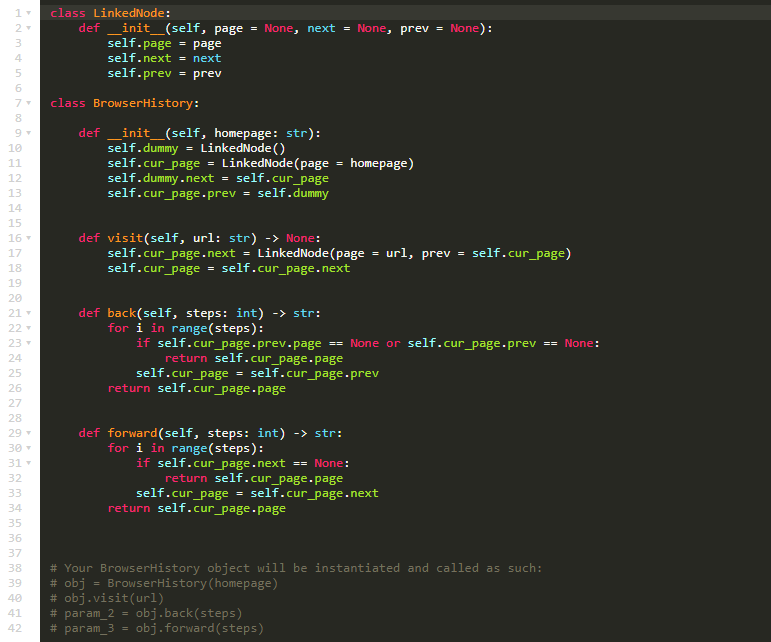 1 class LinkedNode:
2     def __init__(self, page = None, next = None, prev = None):
3         self.page = page
4         self.next = next
5         self.prev = prev
6
7 class BrowserHistory:
8
9     def __init__(self, homepage: str):
10         self.dummy = LinkedNode()
11         self.cur_page = LinkedNode(page = homepage)
12         self.dummy.next = self.cur_page
13         self.cur_page.prev = self.dummy
14
15
16     def visit(self, url: str) -> None:
17         self.cur_page.next = LinkedNode(page = url, prev = self.cur_page)
18         self.cur_page = self.cur_page.next
19
20
21     def back(self, steps: int) -> str:
22         for i in range(steps):
23             if self.cur_page.prev.page == None or self.cur_page.prev == None:
24                 return self.cur_page.page
25             self.cur_page = self.cur_page.prev
26         return self.cur_page.page
27
28
29     def forward(self, steps: int) -> str:
30         for i in range(steps):
31             if self.cur_page.next == None:
32                 return self.cur_page.page
33             self.cur_page = self.cur_page.next
34         return self.cur_page.page
35
36
37
38 # Your BrowserHistory object will be instantiated and called as such:
39 # obj = BrowserHistory(homepage)
40 # obj.visit(url)
41 # param_2 = obj.back(steps)
42 # param_3 = obj.forward(steps)